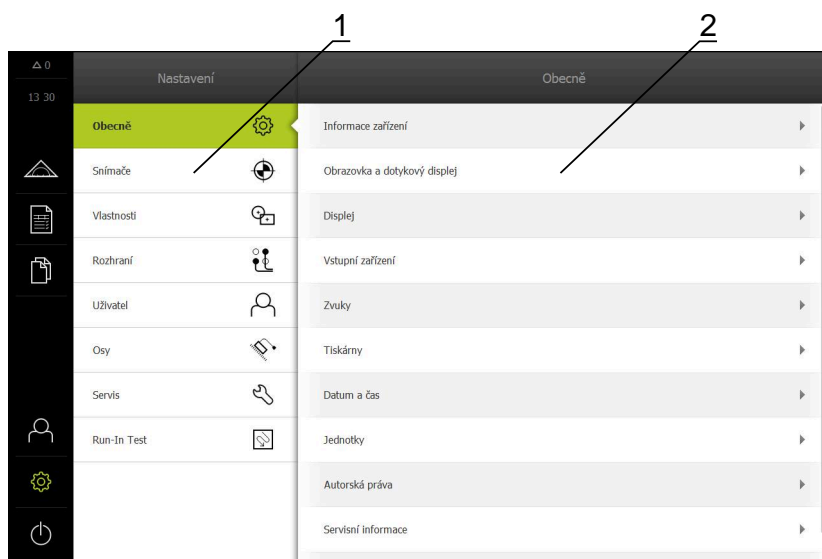 1
2
0
13 30
Nastavení
Obecně
Obecně
Snímače
Vlastnosti
Rozhraní
Uživatel
Osy
Servis
Run-In Test
Informace zařízení
Obrazovka a dotykový displej
Displej
Vstupní zařízení
Zvuky
Tiskárny
Datum a čas
Jednotky
Autorská práva
Servisní informace